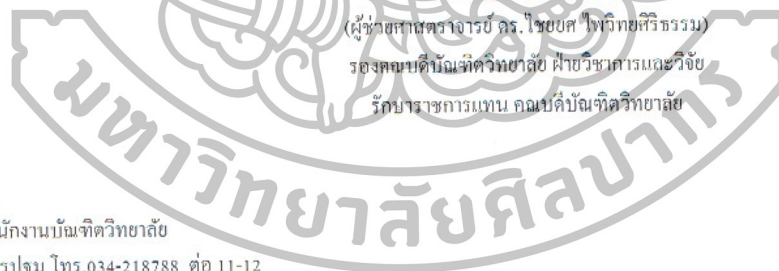 (ผู้ช่วยศาสตราจารย์ ดร.ไชยยศ ไพวิทยศิริธรรม)
รองคณบดีบัณฑิตวิทยาลัย ฝ่ายวิชาการและวิจัย
รักษาราชการแทน คณบดีบัณฑิตวิทยาลัย
มหาวิทยาลัยศิลปากร
นักงานบัณฑิตวิทยาลัย
รปฐม โทร 034-218788 ต่อ 11-12